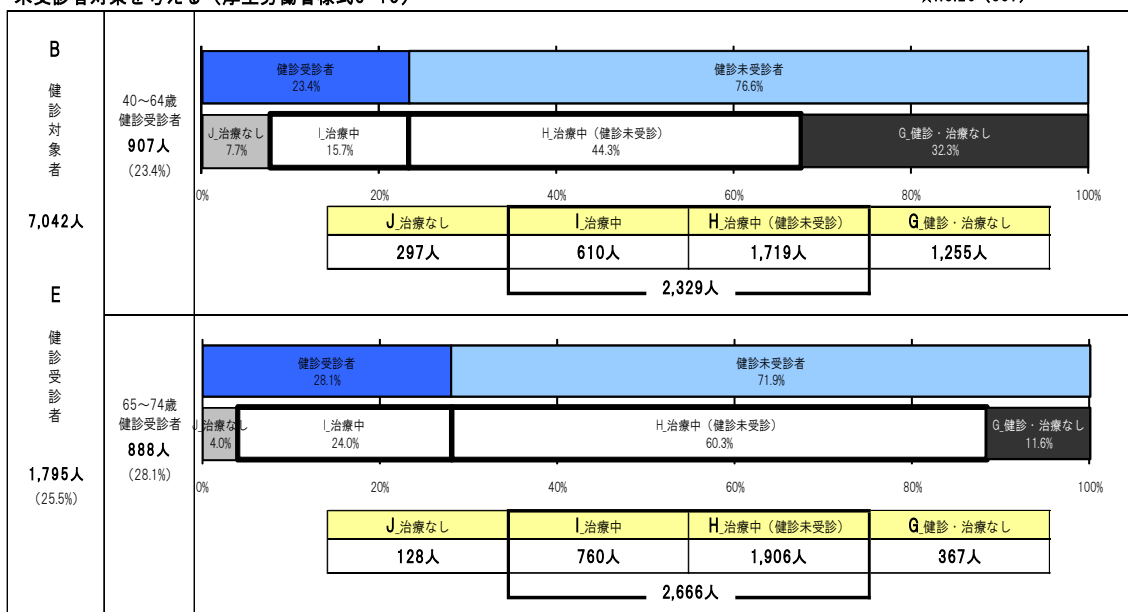 B
健
診
対
象
者
7,042人
E
健
診
受
診
者
1,795人
(25.5%)
40～64歳
健診受診者
907人
(23.4%)
健診受診者
23.4%
健診未受診者
76.6%
J_治療なし
7.7%
I_治療中
15.7%
H_治療中（健診未受診）
44.3%
G_健診・治療なし
32.3%
0% 20% 40% 60% 80% 100%
J_治療なし I_治療中 H_治療中（健診未受診） G_健診・治療なし
297人 610人 1,719人 1,255人
2,329人
65～74歳
健診受診者
888人
(28.1%)
健診受診者
28.1%
健診未受診者
71.9%
J_治療なし
4.0%
I_治療中
24.0%
H_治療中（健診未受診）
60.3%
G_健診・治療なし
11.6%
0% 20% 40% 60% 80% 100%
J_治療なし I_治療中 H_治療中（健診未受診） G_健診・治療なし
128人 760人 1,906人 367人
2,666人